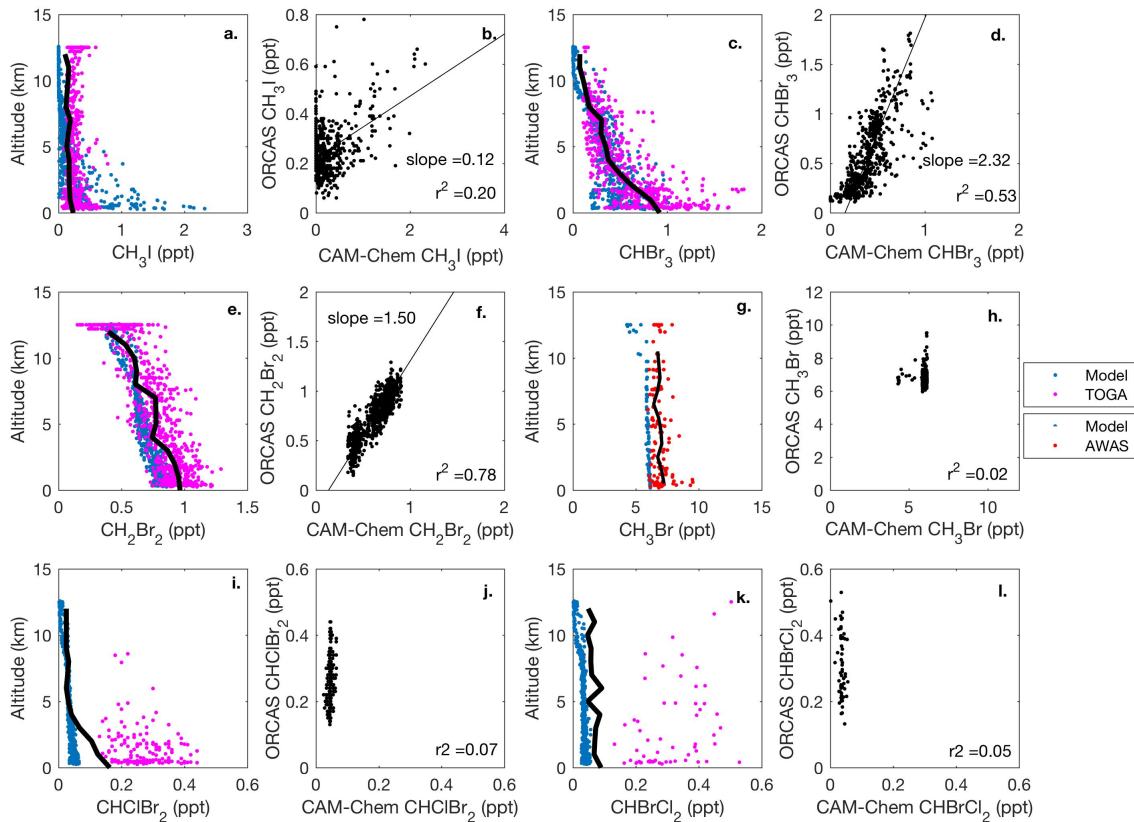 a.
15
10
5
0
Altitude (km)
0 1 2 3
CH3I (ppt)
b.
0.8
0.6
0.4
0.2
0
ORCAS CH3I (ppt)
slope =0.12
r2 =0.20
0 2 4
CAM-Chem CH3I (ppt)
c.
15
10
5
0
Altitude (km)
0 1 2
CHBr3 (ppt)
d.
2
1.5
1
0.5
0
ORCAS CHBr3 (ppt)
slope =2.32
r2 =0.53
0 1 2
CAM-Chem CHBr3 (ppt)
e.
15
10
5
0
Altitude (km)
0 0.5 1 1.5
CH2Br2 (ppt)
f.
2
1.5
1
0.5
0
ORCAS CH2Br2 (ppt)
slope =1.50
r2 =0.78
0 1 2
CAM-Chem CH2Br2 (ppt)
g.
15
10
5
0
Altitude (km)
0 5 10 15
CH3Br (ppt)
h.
12
10
8
6
4
2
0
ORCAS CH3Br (ppt)
r2 =0.02
0 5 10
CAM-Chem CH3Br (ppt)
Model
TOGA
Model
AWAS
i.
15
10
5
0
Altitude (km)
0 0.2 0.4 0.6
CHClBr2 (ppt)
j.
0.6
0.4
0.2
0
ORCAS CHClBr2 (ppt)
r2 =0.07
0 0.2 0.4 0.6
CAM-Chem CHClBr2 (ppt)
k.
15
10
5
0
Altitude (km)
0 0.2 0.4 0.6
CHBrCl2 (ppt)
l.
0.6
0.4
0.2
0
ORCAS CHBrCl2 (ppt)
r2 =0.05
0 0.2 0.4 0.6
CAM-Chem CHBrCl2 (ppt)